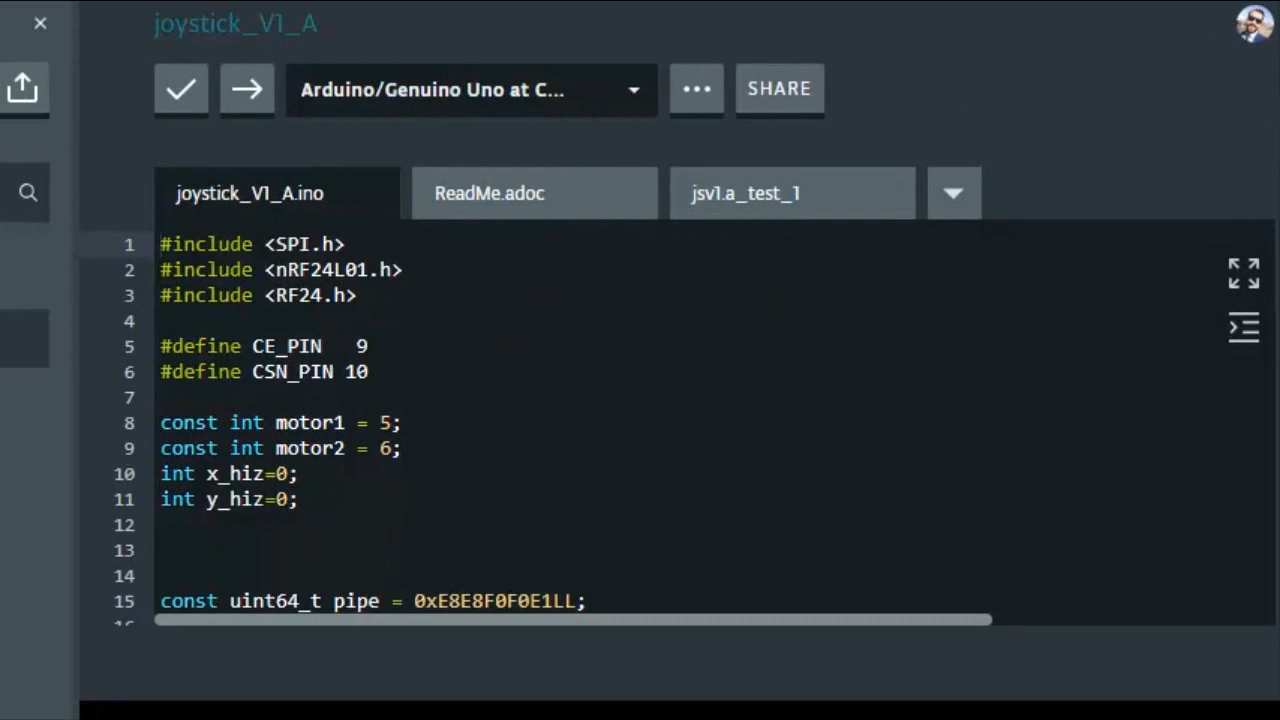 joystick_V1_A
Arduino/Genuino Uno at C...
SHARE
joystick_V1_A.ino
ReadMe.adoc
jsv1.a_test_1
1 #include <SPI.h>
2 #include <nRF24L01.h>
3 #include <RF24.h>
4
5 #define CE_PIN   9
6 #define CSN_PIN 10
7
8 const int motor1 = 5;
9 const int motor2 = 6;
10 int x_hiz=0;
11 int y_hiz=0;
12
13
14
15 const uint64_t pipe = 0xE8E8F0F0E1LL;
16